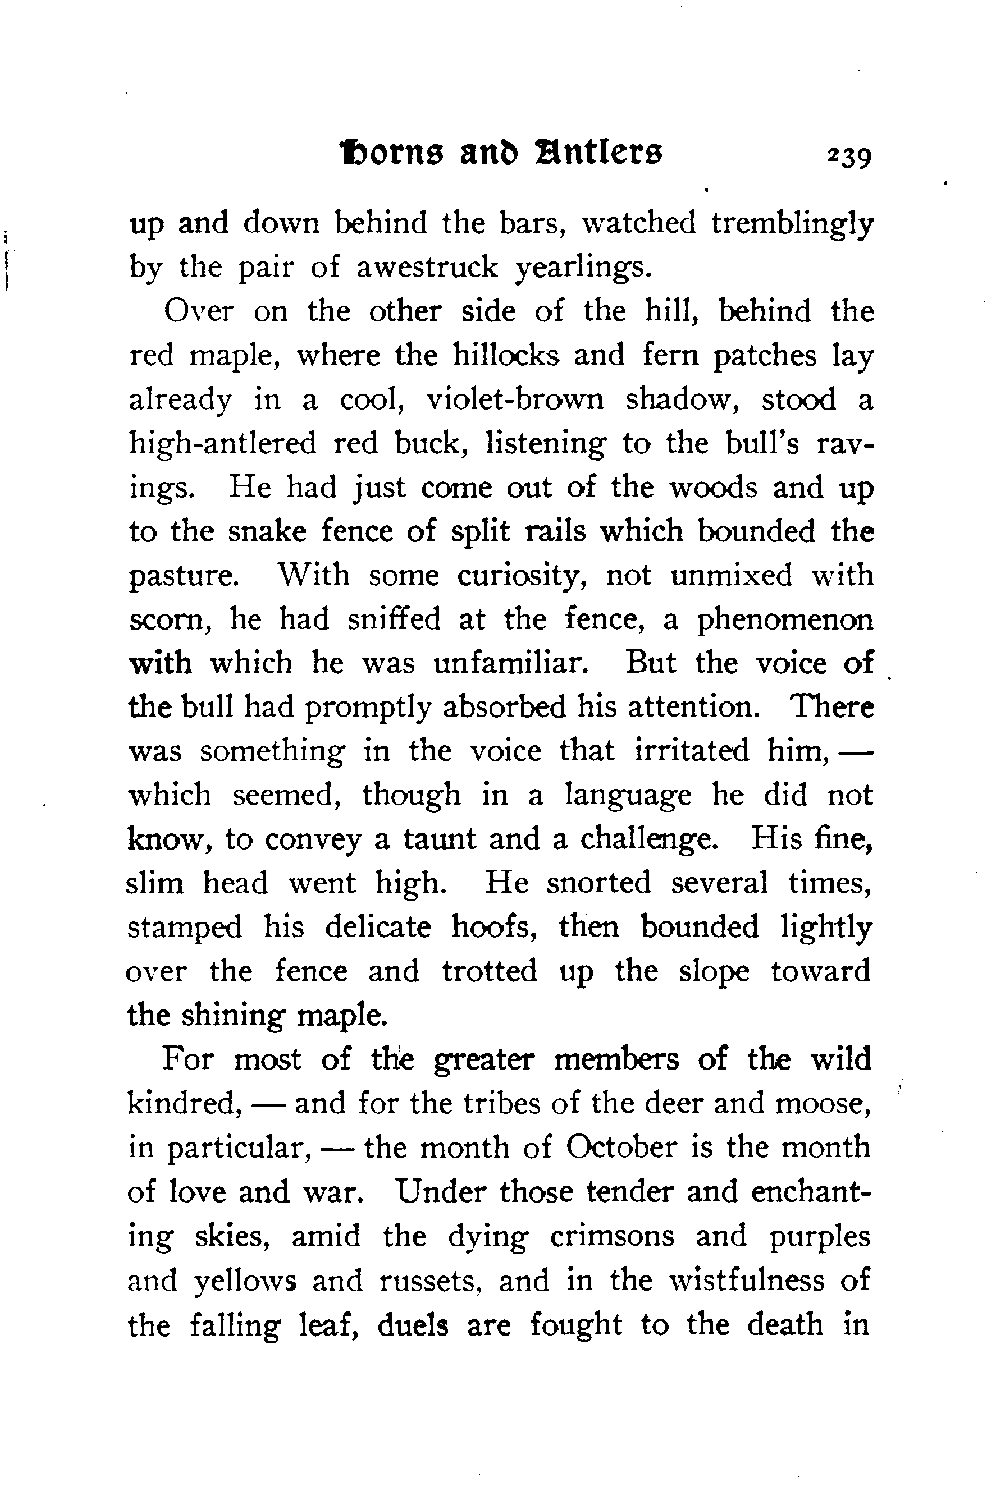 Horns and Antlers 239
up and down behind the bars, watched tremblingly
by the pair of awestruck yearlings.
Over on the other side of the hill, behind the
red maple, where the hillocks and fern patches lay
already in a cool, violet-brown shadow, stood a
high-antlered red buck, listening to the bull's rav-
ings. He had just come out of the woods and up
to the snake fence of split rails which bounded the
pasture. With some curiosity, not unmixed with
scorn, he had sniffed at the fence, a phenomenon
with which he was unfamiliar. But the voice of
the bull had promptly absorbed his attention. There
was something in the voice that irritated him, —
which seemed, though in a language he did not
know, to convey a taunt and a challenge. His fine,
slim head went high. He snorted several times,
stamped his delicate hoofs, then bounded lightly
over the fence and trotted up the slope toward
the shining maple.
For most of the greater members of the wild
kindred, — and for the tribes of the deer and moose,
in particular, — the month of October is the month
of love and war. Under those tender and enchant-
ing skies, amid the dying crimsons and purples
and yellows and russets, and in the wistfulness of
the falling leaf, duels are fought to the death in